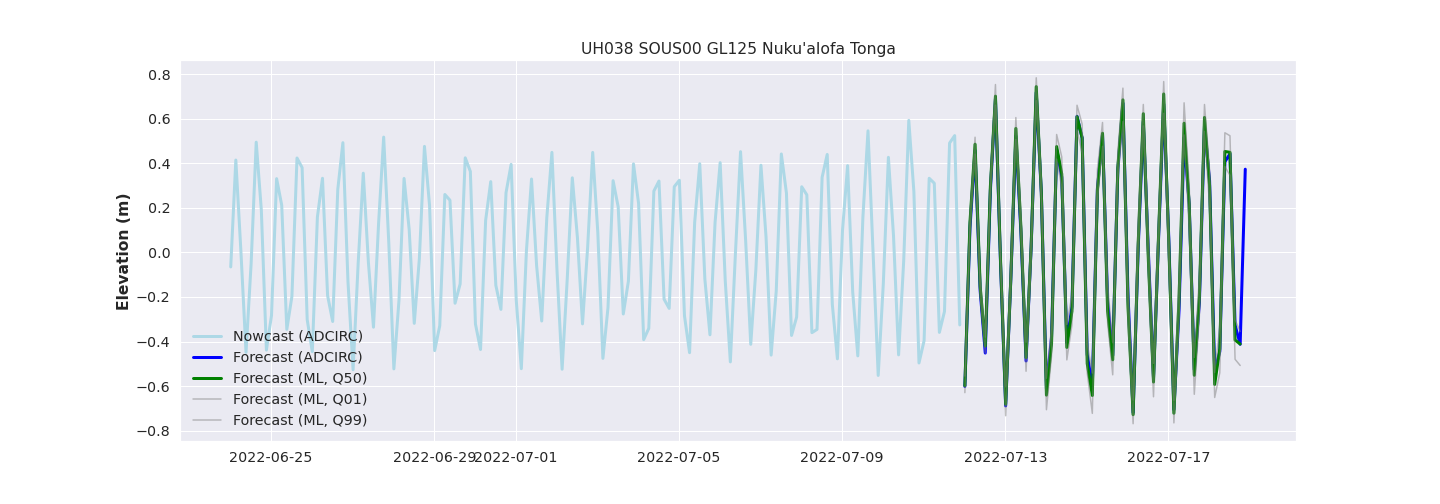 UH038 SOUS00 GL125 Nuku'alofa Tonga
Elevation (m)
0.8
0.6
0.4
0.2
0.0
−0.2
−0.4
−0.6
−0.8
Nowcast (ADCIRC)
Forecast (ADCIRC)
Forecast (ML, Q50)
Forecast (ML, Q01)
Forecast (ML, Q99)
2022-06-25 2022-06-29 2022-07-01 2022-07-05 2022-07-09 2022-07-13 2022-07-17